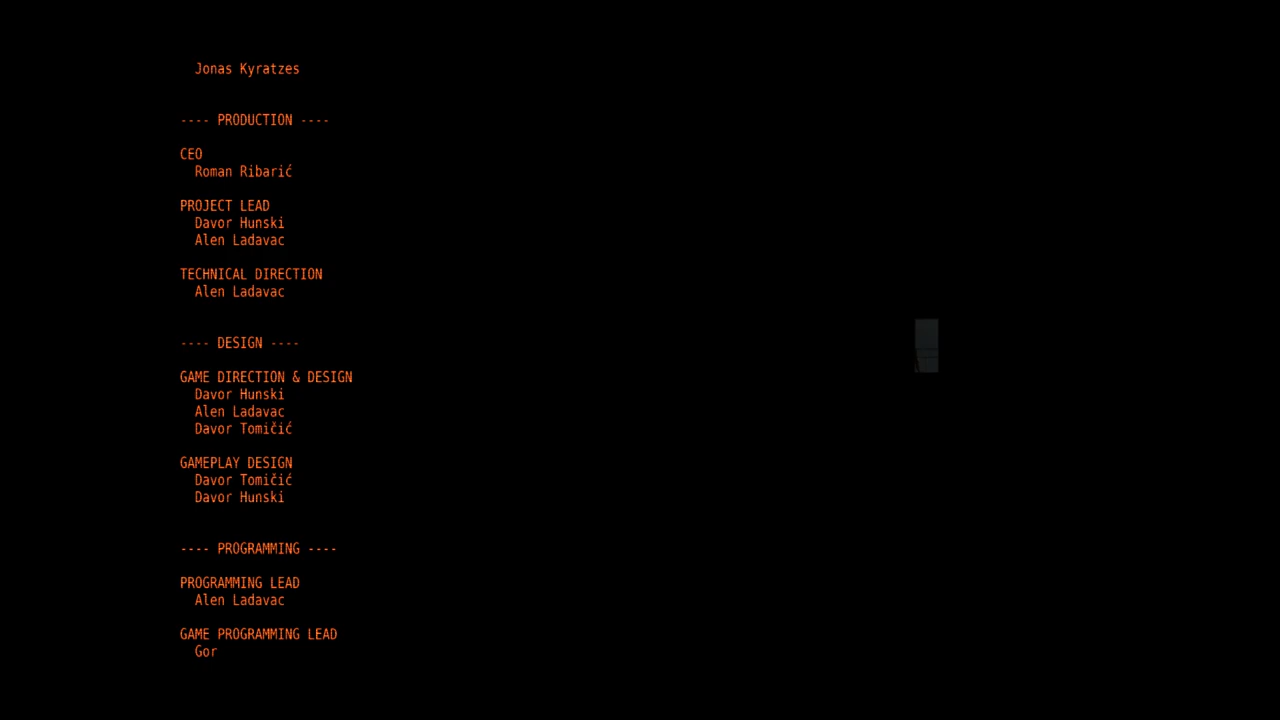 Jonas Kyratzes
---- PRODUCTION ----
CEO
Roman Ribarić
PROJECT LEAD
Davor Hunski
Alen Ladavac
TECHNICAL DIRECTION
Alen Ladavac
---- DESIGN ----
GAME DIRECTION & DESIGN
Davor Hunski
Alen Ladavac
Davor Tomičić
GAMEPLAY DESIGN
Davor Tomičić
Davor Hunski
---- PROGRAMMING ----
PROGRAMMING LEAD
Alen Ladavac
GAME PROGRAMMING LEAD
Gor